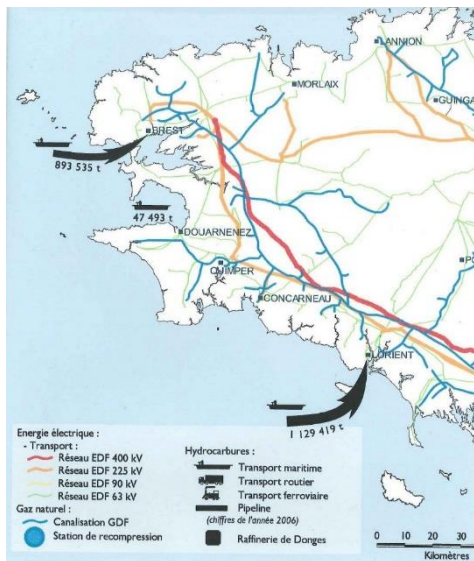 LANNION
MORLAIX
GUINGA
BREST
893 535 t
47 493 t
DOUARNENEZ
QUIMPER
CONCARNEAU
LORIENT
1 129 419 t
Energie électrique :
- Transport :
Réseau EDF 400 kV
Réseau EDF 225 kV
Réseau EDF 90 kV
Réseau EDF 63 kV
Gaz naturel :
Canalisation GDF
Station de recompression
Hydrocarbures :
Transport maritime
Transport routier
Transport ferroviaire
Pipeline
(chiffres de l'année 2006)
Raffinerie de Donges
0 10 20 30
Kilomètres